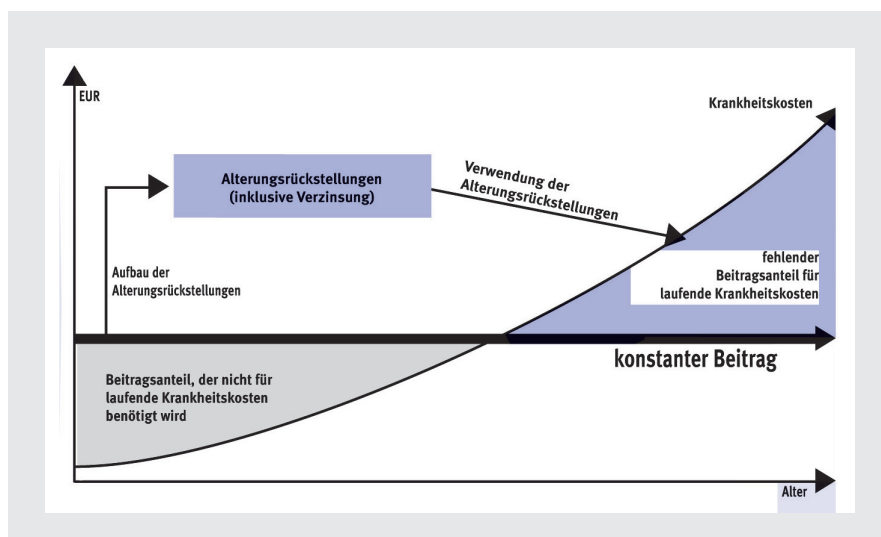 EUR
Krankheitskosten
Alterungsrückstellungen
(inklusive Verzinsung)
Verwendung der
Alterungsrückstellungen
Aufbau der
Alterungsrückstellungen
fehlender
Beitragsanteil für
laufende Krankheitskosten
konstanter Beitrag
Beitragsanteil, der nicht für
laufende Krankheitskosten
benötigt wird
Alter